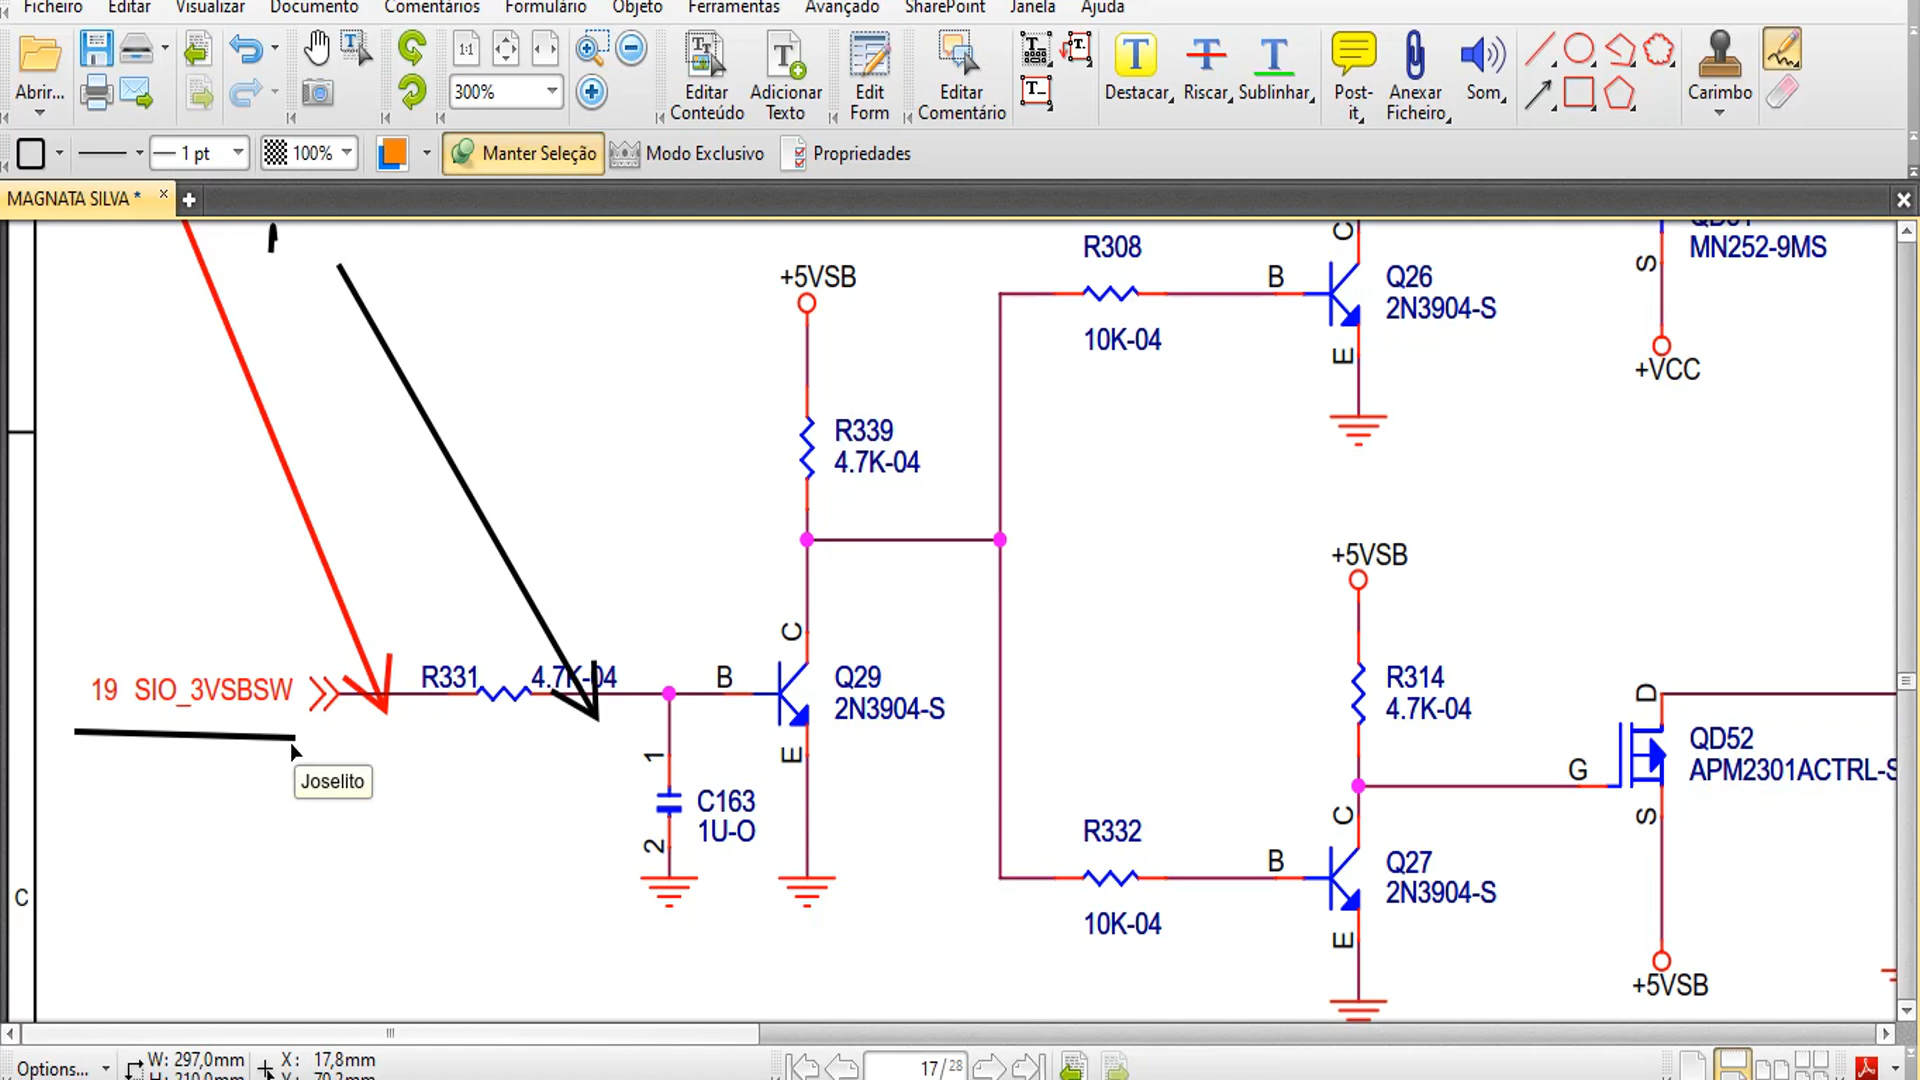 Ficheiro Editar Visualizar Documento Comentários Formulário Objeto Ferramentas Avançado SharePoint Janela Ajuda
Abrir...
1:1
300%
Editar Conteúdo
Adicionar Texto
Edit Form
Editar Comentário
Destacar
Riscar
Sublinhar
Post-it
Anexar Ficheiro
Som
Carimbo
1 pt
100%
Manter Seleção
Modo Exclusivo
Propriedades
MAGNATA SILVA *
R308
10K-04
B
C
E
Q26
2N3904-S
MN252-9MS
S
+VCC
+5VSB
R339
4.7K-04
19 SIO_3VSBSW
R331
4.7K-04
B
C
E
Q29
2N3904-S
Joselito
1
2
C163
1U-O
+5VSB
R314
4.7K-04
G
D
S
QD52
APM2301ACTRL-S
R332
10K-04
B
C
E
Q27
2N3904-S
+5VSB
C
Options...
W: 297,0mm
X: 17,8mm
17/28